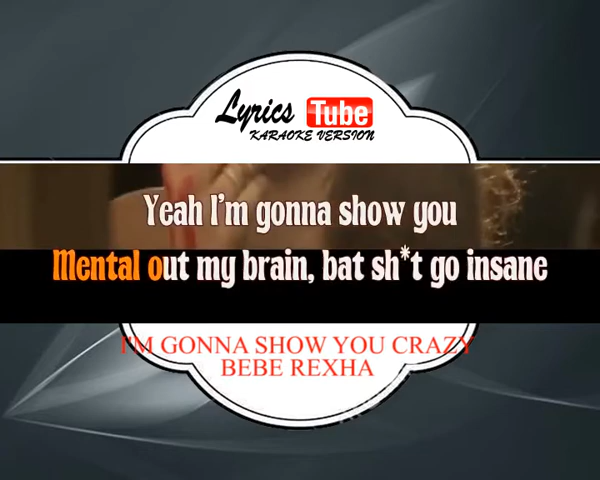 Lyrics Tube
KARAOKE VERSION
Yeah I'm gonna show you
Mental out my brain, bat sh*t go insane
I'M GONNA SHOW YOU CRAZY
BEBE REXHA